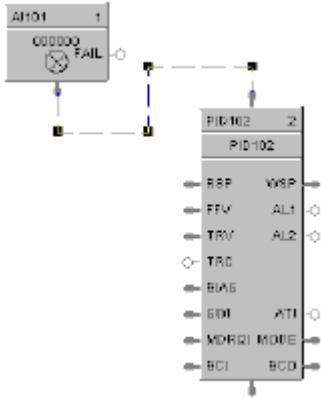 AI101 1
000000
FAIL
PID102 2
PID102
RSP WSP
FFV AL1
TRV AL2
TRC
BIAS
ATI
MDRQI MODE
BCI BCO